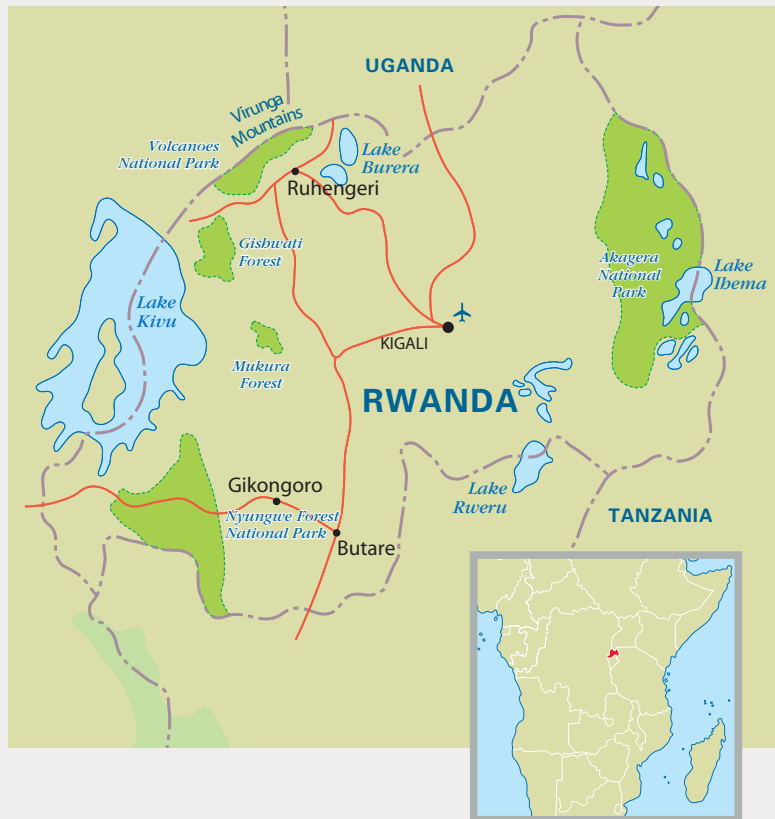 UGANDA
Virunga
Mountains
Volcanoes
National Park
Lake
Burera
Ruhengeri
Gishwati
Forest
Akagera
National
Park
Lake
Ihema
Lake
Kivu
KIGALI
Mukura
Forest
RWANDA
Gikongoro
Lake
Rweru
Nyungwe Forest
National Park
TANZANIA
Butare